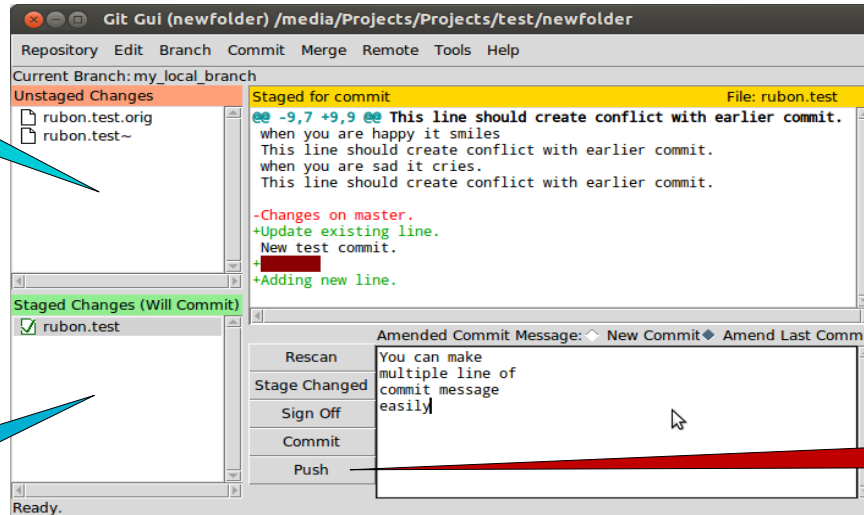 Git Gui (newfolder) /media/Projects/Projects/test/newfolder
Repository Edit Branch Commit Merge Remote Tools Help
Current Branch: my_local_branch
Unstaged Changes
rubon.test.orig
rubon.test~
Staged Changes (Will Commit)
rubon.test
Staged for commit File: rubon.test
@@ -9,7 +9,9 @@ This line should create conflict with earlier commit.
when you are happy it smiles
This line should create conflict with earlier commit.
when you are sad it cries.
This line should create conflict with earlier commit.
-Changes on master.
+Update existing line.
New test commit.
+
+Adding new line.
Amended Commit Message: New Commit Amend Last Comm
Rescan
Stage Changed
Sign Off
Commit
Push
You can make
multiple line of
commit message
easily
Ready.